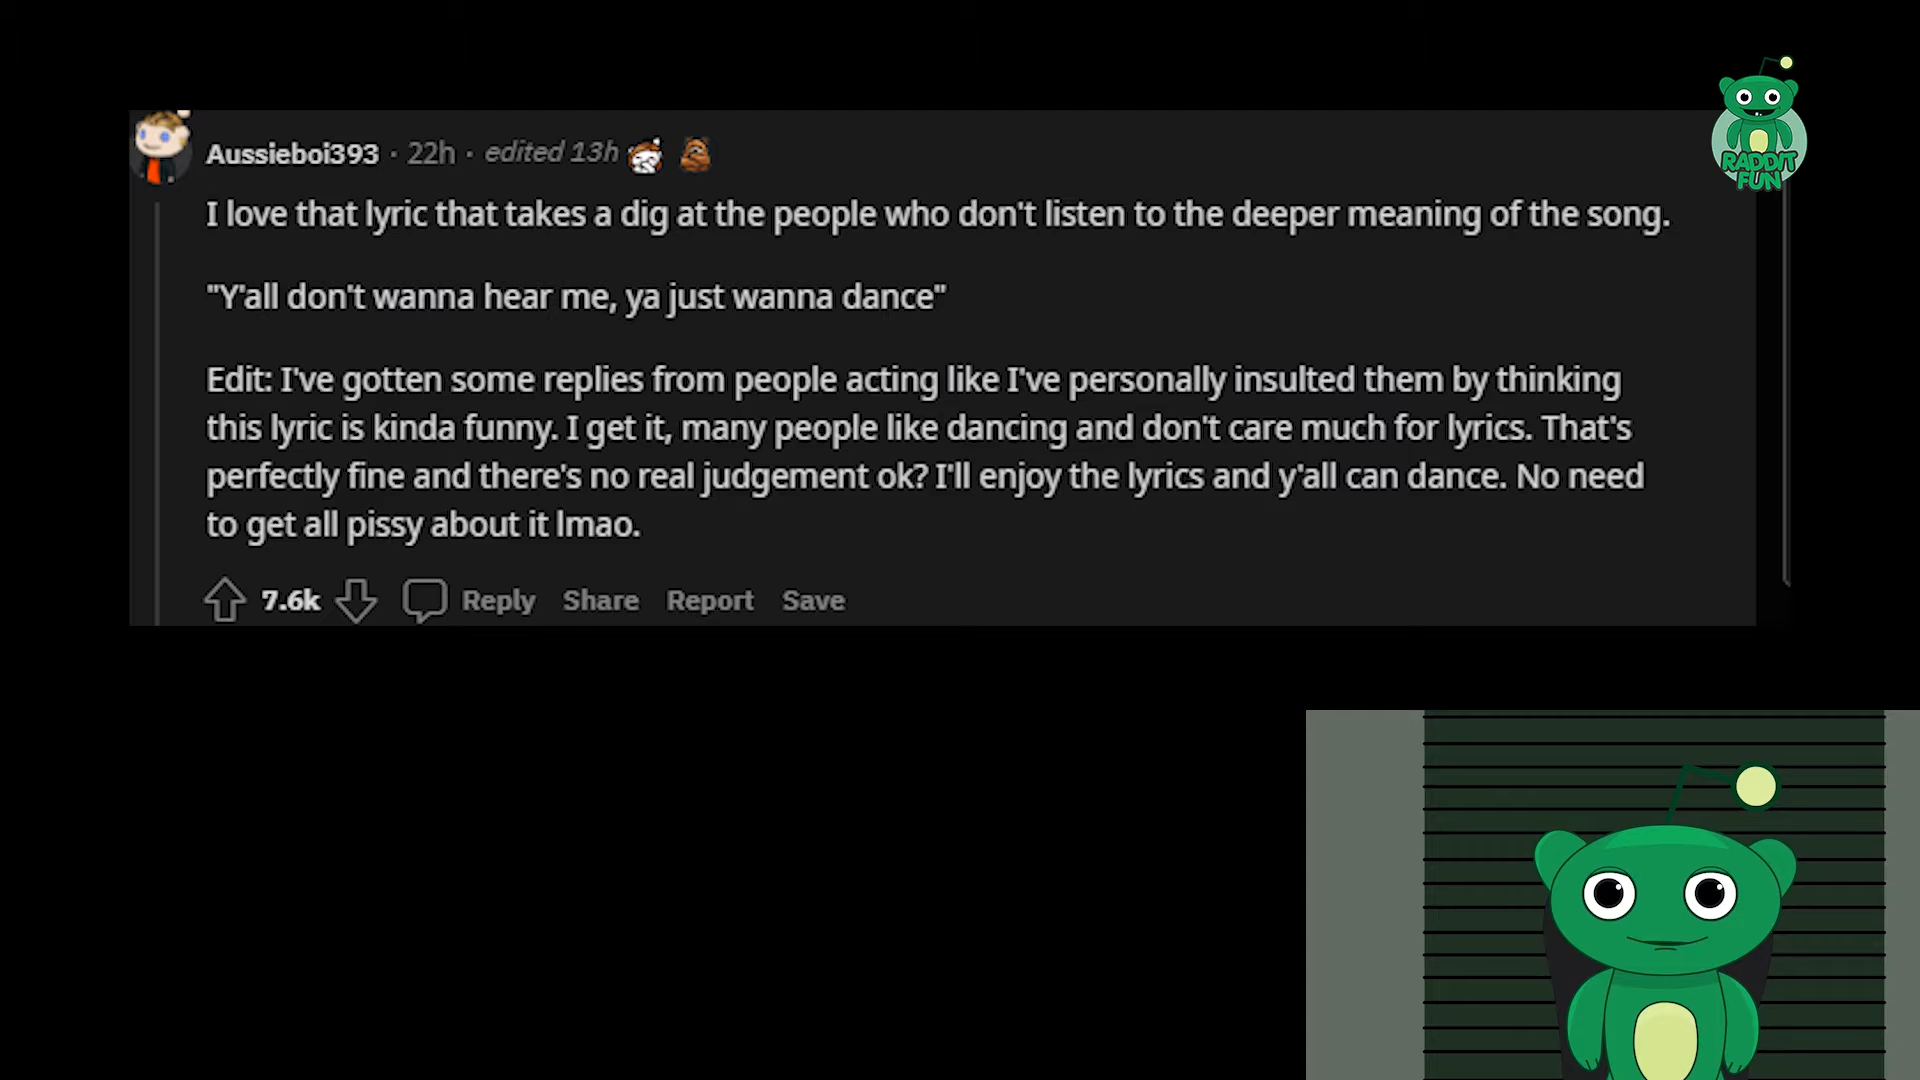 RADDIT
FUN
Aussieboi393 · 22h · edited 13h
I love that lyric that takes a dig at the people who don't listen to the deeper meaning of the song.
"Y'all don't wanna hear me, ya just wanna dance"
Edit: I've gotten some replies from people acting like I've personally insulted them by thinking
this lyric is kinda funny. I get it, many people like dancing and don't care much for lyrics. That's
perfectly fine and there's no real judgement ok? I'll enjoy the lyrics and y'all can dance. No need
to get all pissy about it lmao.
7.6k Reply Share Report Save